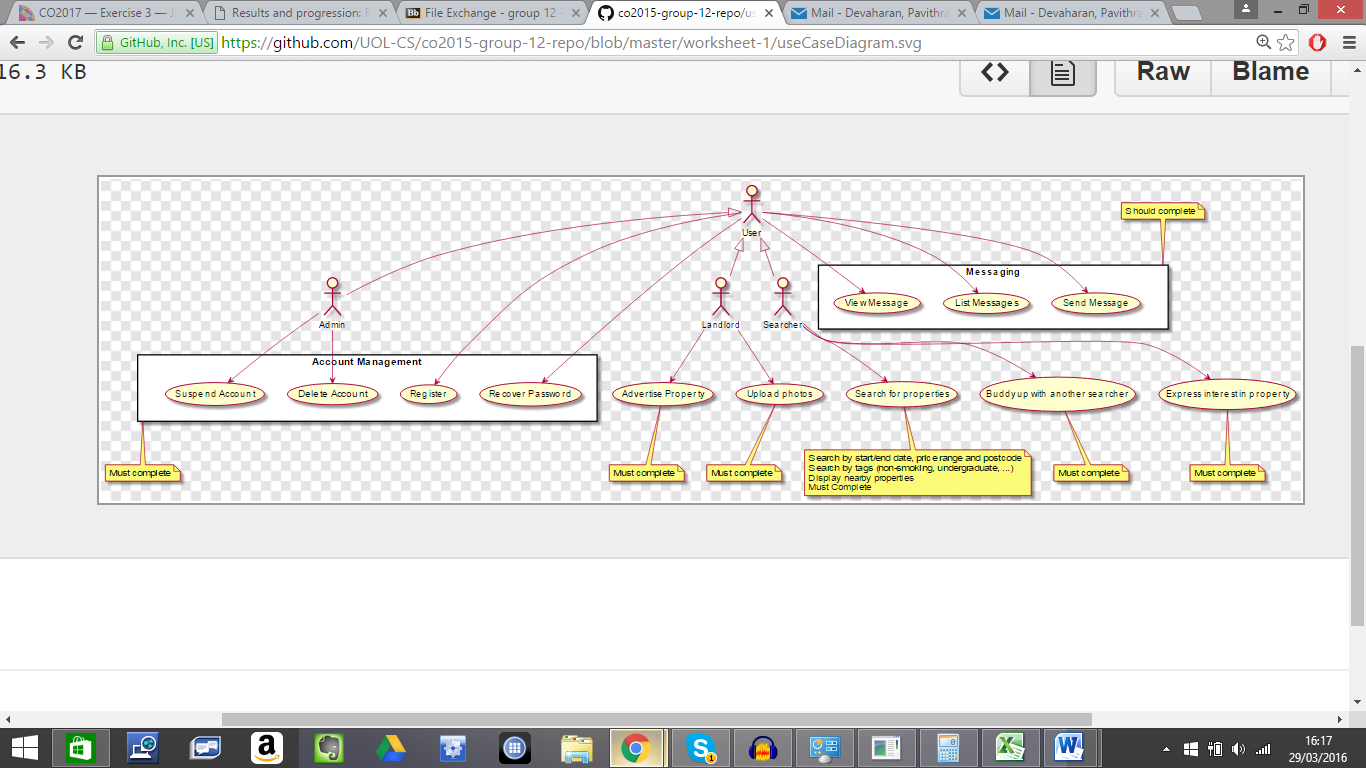 CO2017 — Exercise 3 — J
Results and progression: R
File Exchange - group 12 -
co2015-group-12-repo/us
Mail - Devaharan, Pavithra
Mail - Devaharan, Pavithra
GitHub, Inc. [US]
https://github.com/UOL-CS/co2015-group-12-repo/blob/master/worksheet-1/useCaseDiagram.svg
16.3 KB
Raw
Blame
User
Should complete
Messaging
View Message
List Messages
Send Message
Admin
Landlord
Searcher
Account Management
Suspend Account
Delete Account
Register
Recover Password
Advertise Property
Upload photos
Search for properties
Buddy up with another searcher
Express interest in property
Must complete
Must complete
Must complete
Search by start/end date, price range and postcode
Search by tags (non-smoking, undergraduate, ...)
Display nearby properties
Must Complete
Must complete
Must complete
16:17
29/03/2016